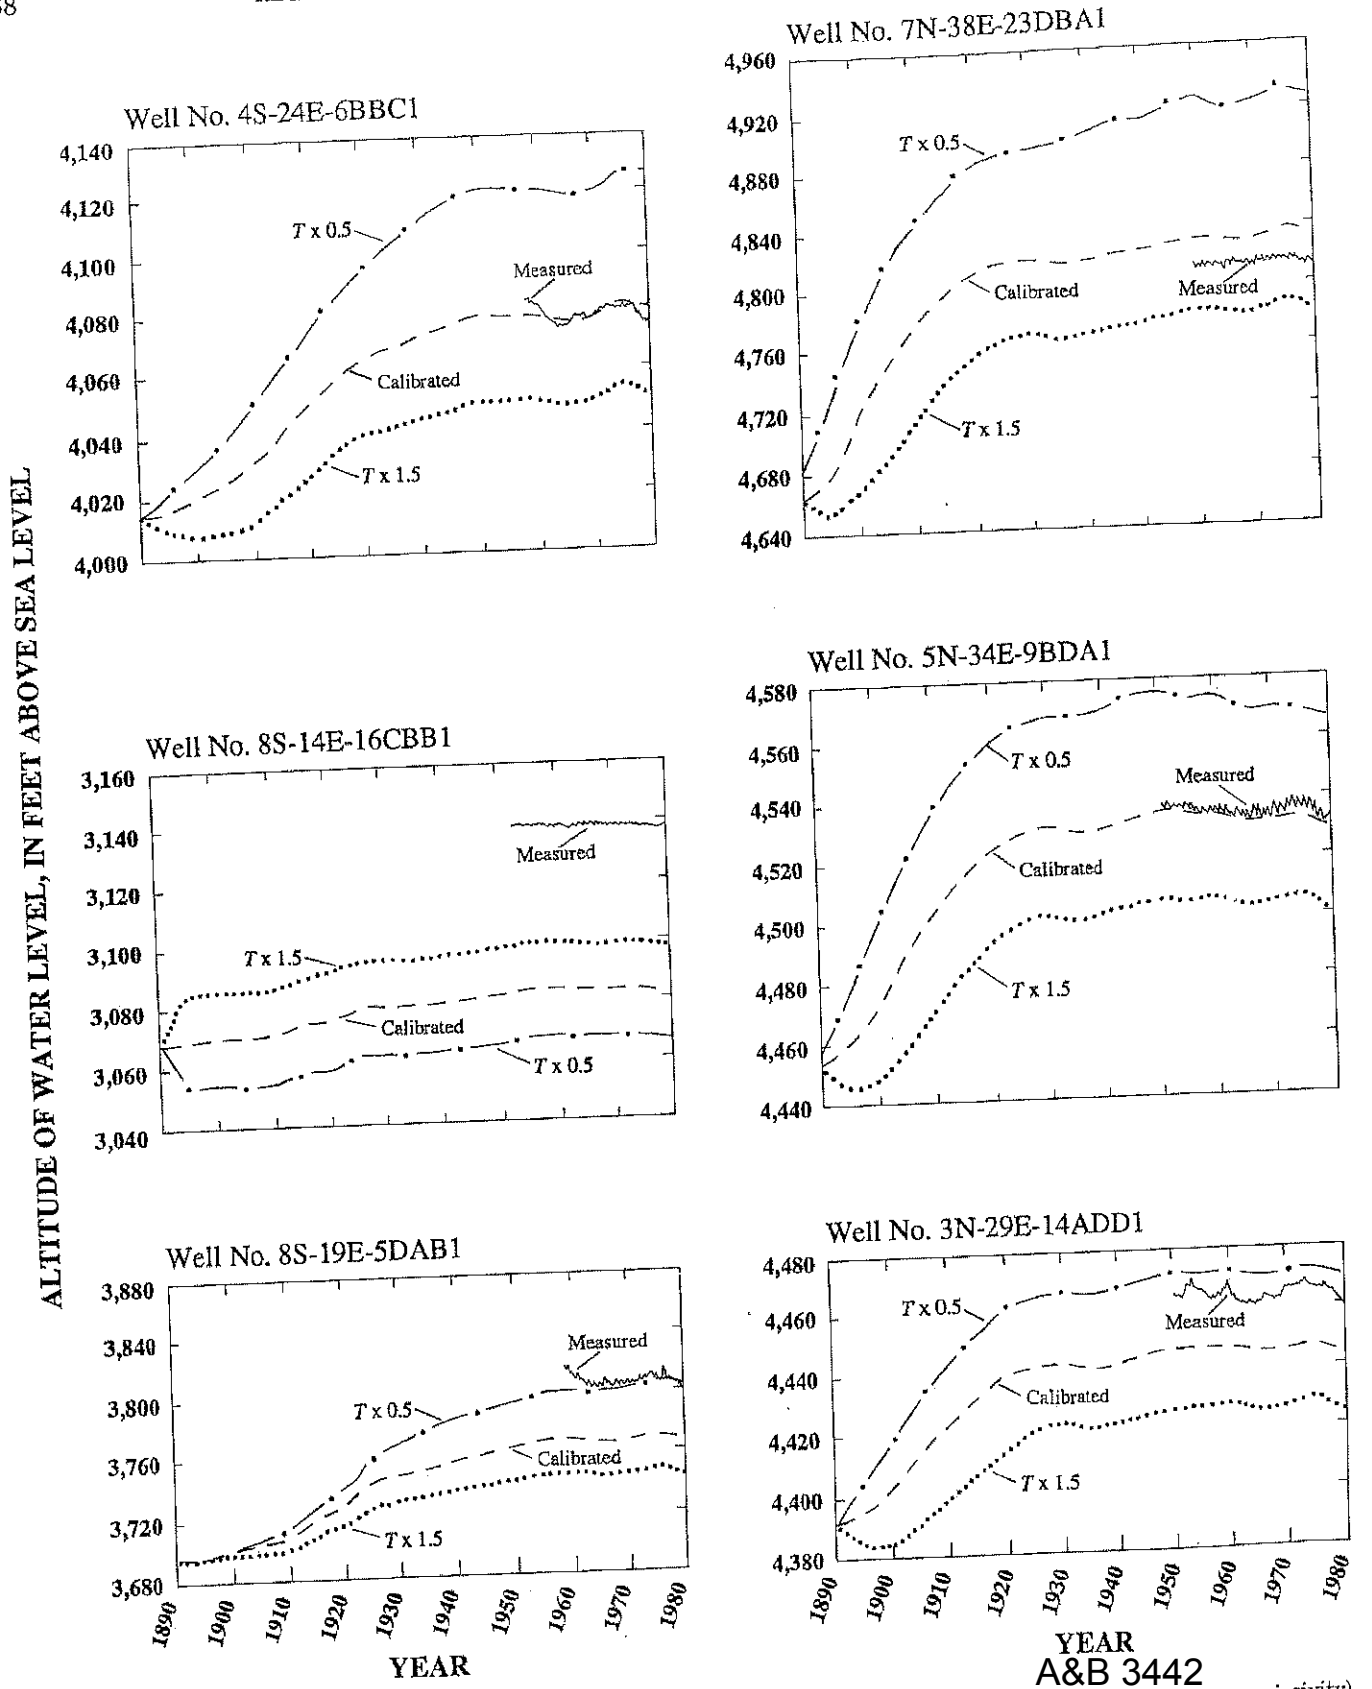 Well No. 4S-24E-6BBC1
4,140
4,120
4,100
4,080
4,060
4,040
4,020
4,000
T x 0.5
Measured
Calibrated
T x 1.5
Well No. 7N-38E-23DBA1
4,960
4,920
4,880
4,840
4,800
4,760
4,720
4,680
4,640
T x 0.5
Calibrated
Measured
T x 1.5
ALTITUDE OF WATER LEVEL, IN FEET ABOVE SEA LEVEL
Well No. 8S-14E-16CBB1
3,160
3,140
3,120
3,100
3,080
3,060
3,040
Measured
T x 1.5
Calibrated
T x 0.5
Well No. 5N-34E-9BDA1
4,580
4,560
4,540
4,520
4,500
4,480
4,460
4,440
T x 0.5
Measured
Calibrated
T x 1.5
Well No. 8S-19E-5DAB1
3,880
3,840
3,800
3,760
3,720
3,680
Measured
T x 0.5
Calibrated
T x 1.5
1890 1900 1910 1920 1930 1940 1950 1960 1970 1980
YEAR
Well No. 3N-29E-14ADD1
4,480
4,460
4,440
4,420
4,400
4,380
T x 0.5
Measured
Calibrated
T x 1.5
1890 1900 1910 1920 1930 1940 1950 1960 1970 1980
YEAR
A&B 3442